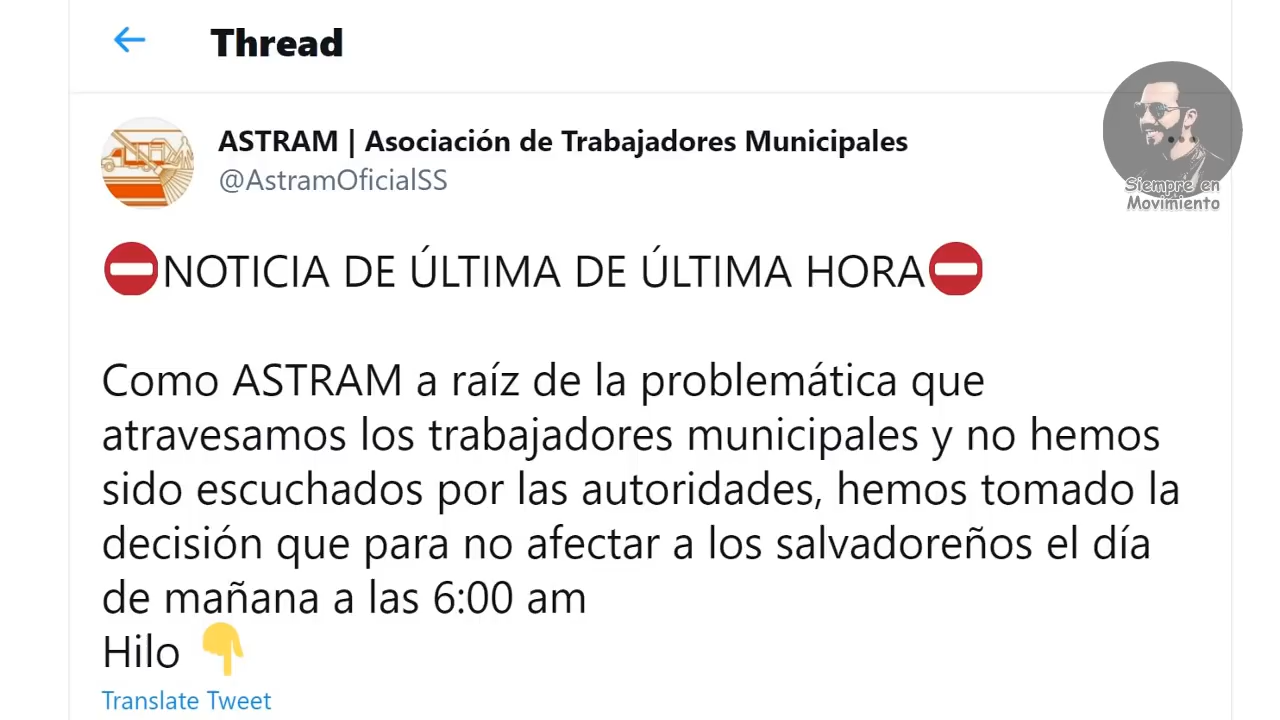 Thread
ASTRAM | Asociación de Trabajadores Municipales
@AstramOficialSS
Siempre en
Movimiento
⛔NOTICIA DE ÚLTIMA DE ÚLTIMA HORA⛔
Como ASTRAM a raíz de la problemática que
atravesamos los trabajadores municipales y no hemos
sido escuchados por las autoridades, hemos tomado la
decisión que para no afectar a los salvadoreños el día
de mañana a las 6:00 am
Hilo 👇
Translate Tweet